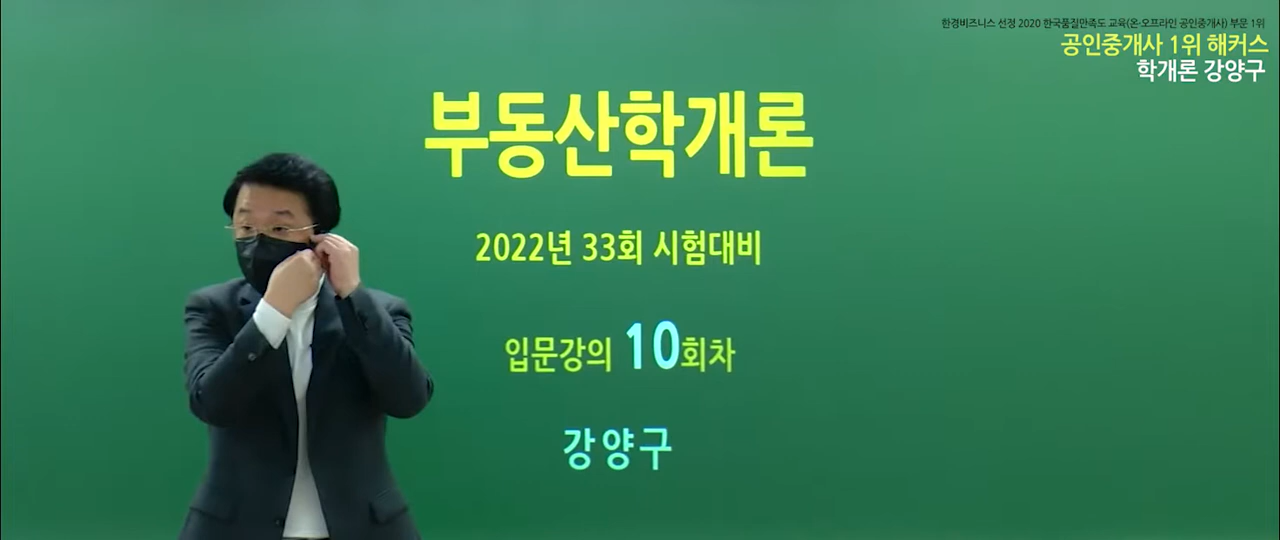 한경비즈니스 선정 2020 한국품질만족도 교육(온·오프라인 공인중개사) 부문 1위
공인중개사 1위 해커스
학개론 강양구
부동산학개론
2022년 33회 시험대비
입문강의 10회차
강양구